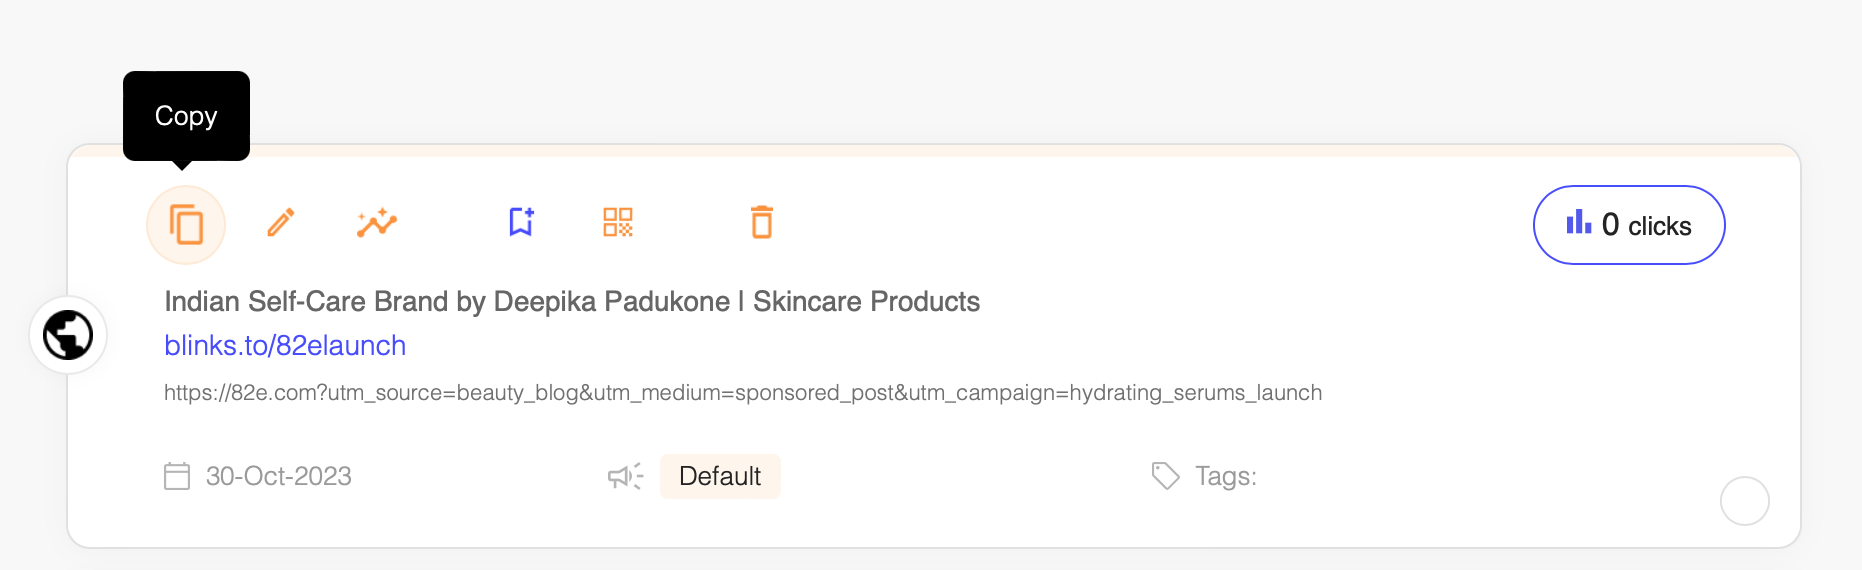 Copy
0 clicks
Indian Self-Care Brand by Deepika Padukone | Skincare Products
blinks.to/82elaunch
https://82e.com?utm_source=beauty_blog&utm_medium=sponsored_post&utm_campaign=hydrating_serums_launch
30-Oct-2023 Default Tags: